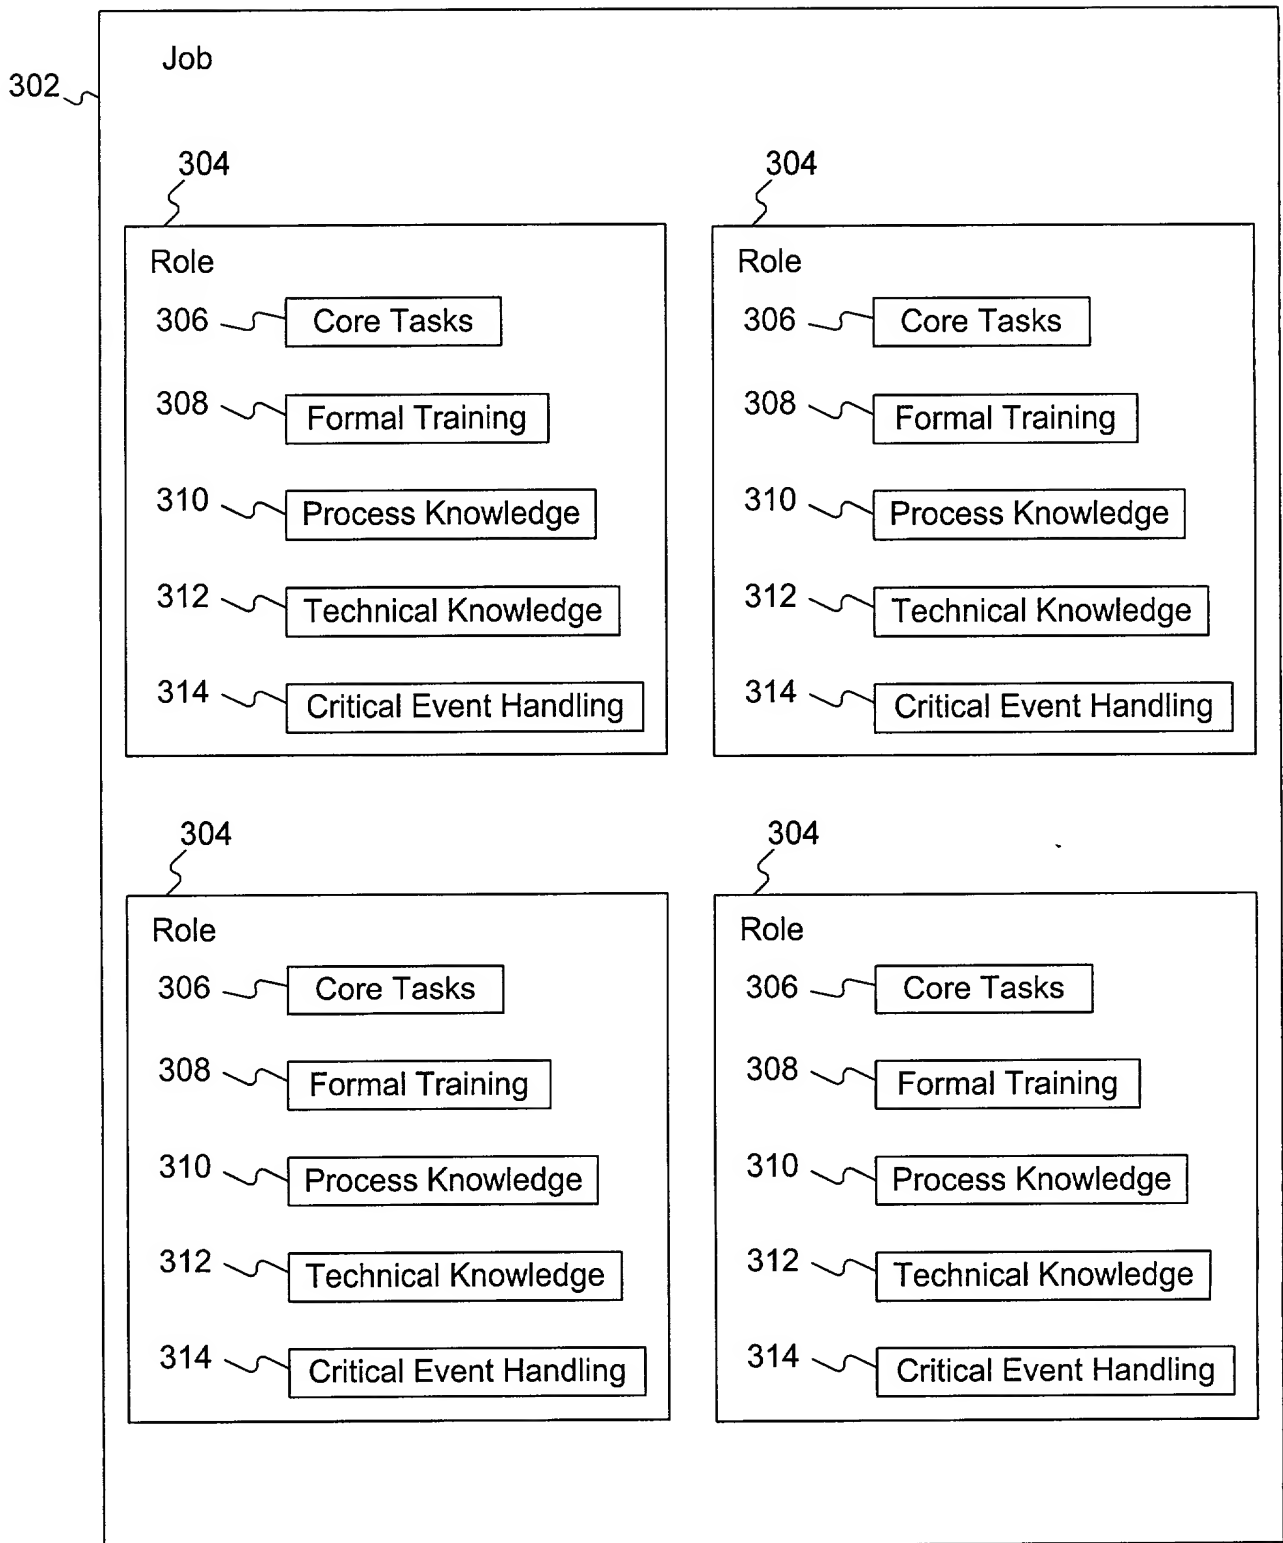 Job
302
304
Role
306 Core Tasks
308 Formal Training
310 Process Knowledge
312 Technical Knowledge
314 Critical Event Handling
304
Role
306 Core Tasks
308 Formal Training
310 Process Knowledge
312 Technical Knowledge
314 Critical Event Handling
304
Role
306 Core Tasks
308 Formal Training
310 Process Knowledge
312 Technical Knowledge
314 Critical Event Handling
304
Role
306 Core Tasks
308 Formal Training
310 Process Knowledge
312 Technical Knowledge
314 Critical Event Handling